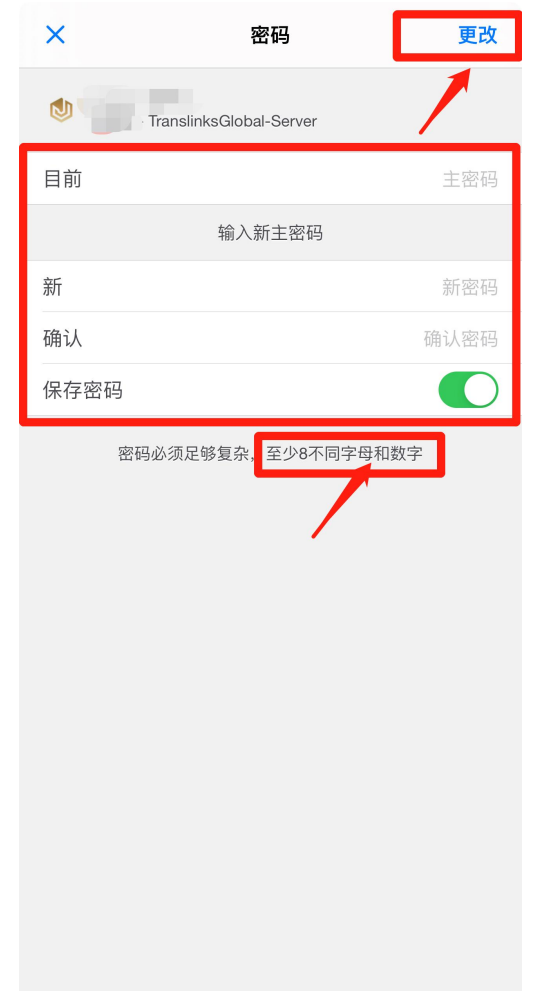 密码
更改
TranslinksGlobal-Server
目前 主密码
输入新主密码
新 新密码
确认 确认密码
保存密码
密码必须足够复杂, 至少8不同字母和数字